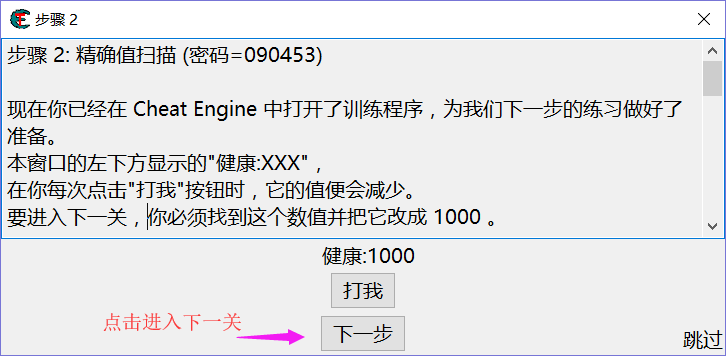 步骤 2
步骤 2: 精确值扫描 (密码=090453)
现在你已经在 Cheat Engine 中打开了训练程序，为我们下一步的练习做好了
准备。
本窗口的左下方显示的"健康:XXX"，
在你每次点击"打我"按钮时，它的值便会减少。
要进入下一关，你必须找到这个数值并把它改成 1000 。
健康:1000
打我
点击进入下一关
下一步
跳过